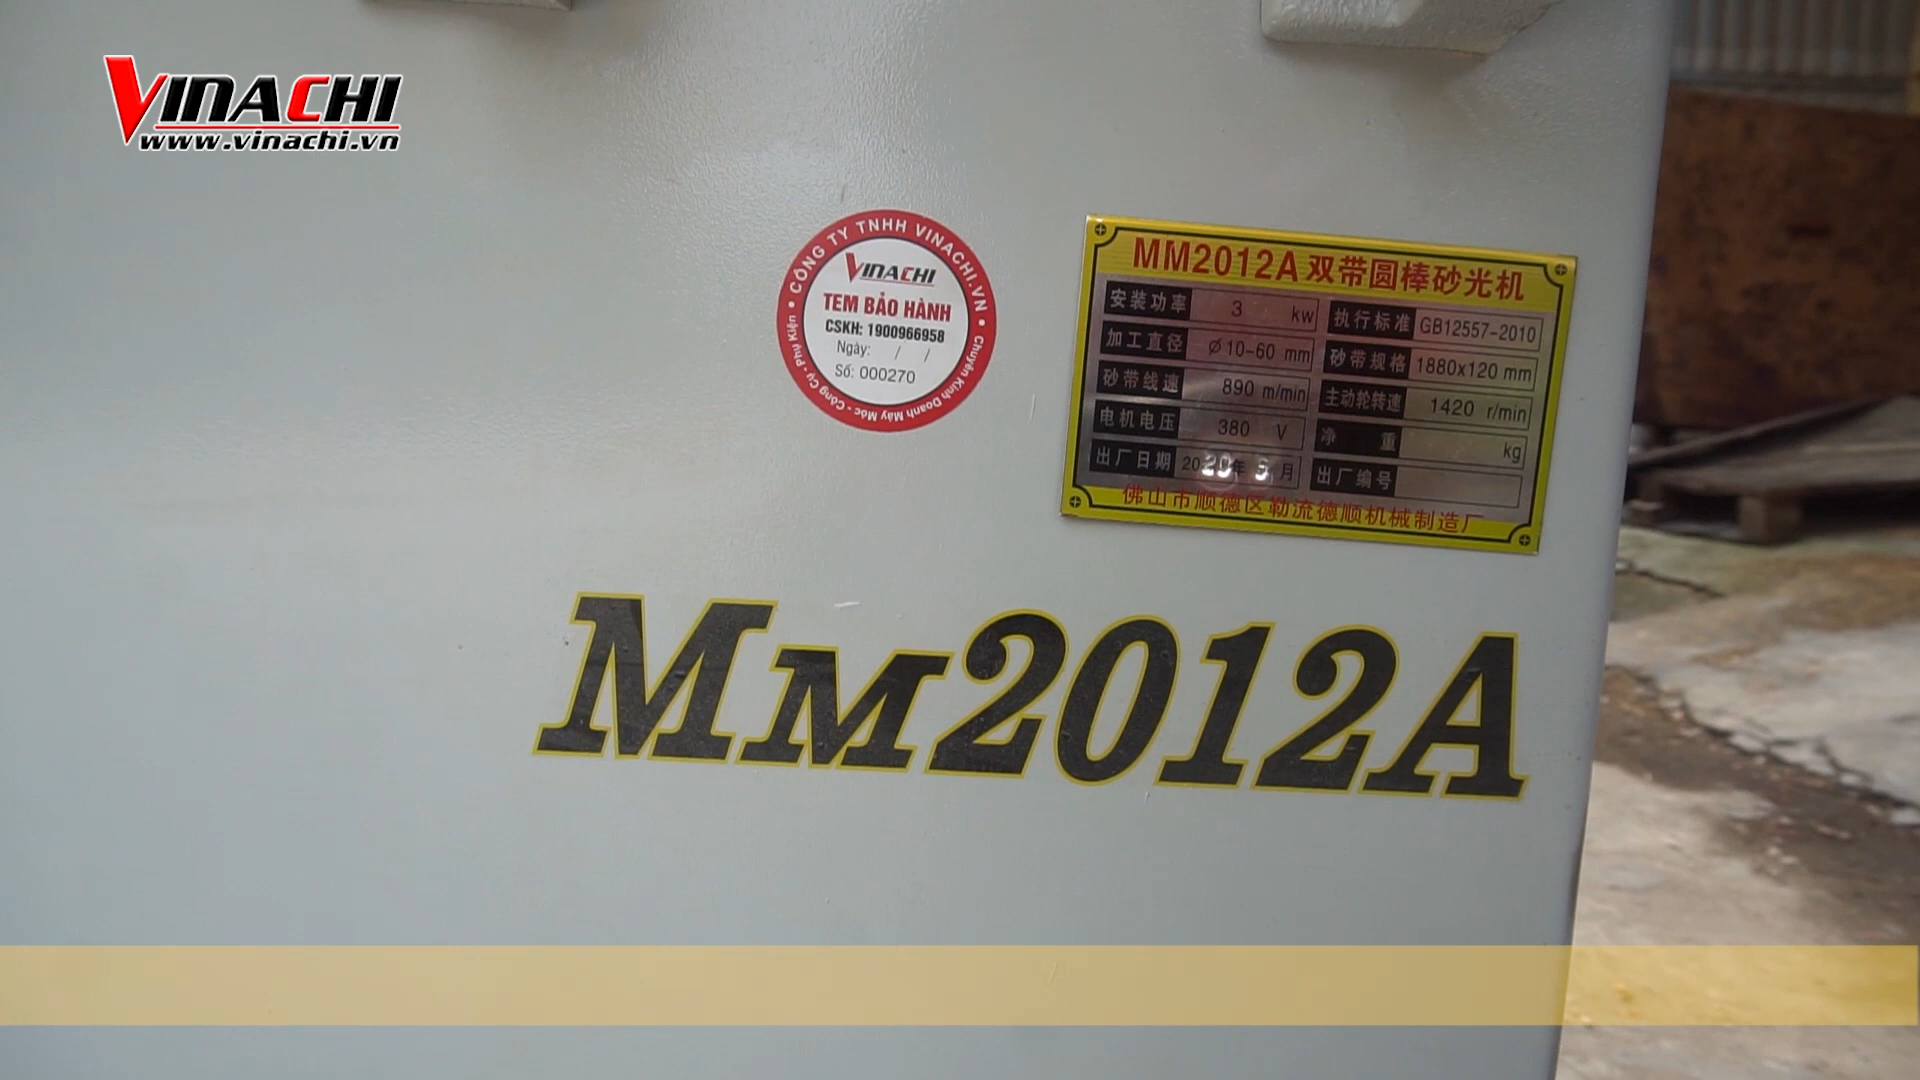 VINACHI
www.vinachi.vn
CÔNG TY TNHH VINACHI.VN
• Chuyên Kinh Doanh Máy Móc - Công Cụ - Phụ Kiện •
VINACHI
TEM BẢO HÀNH
CSKH: 1900966958
Ngày: / /
Số: 000270
MM2012A 双带圆棒砂光机
安装功率 3 kw 执行标准 GB12557-2010
加工直径 Ø10-60 mm 砂带规格 1880x120 mm
砂带线速 890 m/min 主动轮转速 1420 r/min
电机电压 380 V 净重 kg
出厂日期 2020年 月 出厂编号
佛山市顺德区勒流德顺机械制造厂
MM2012A